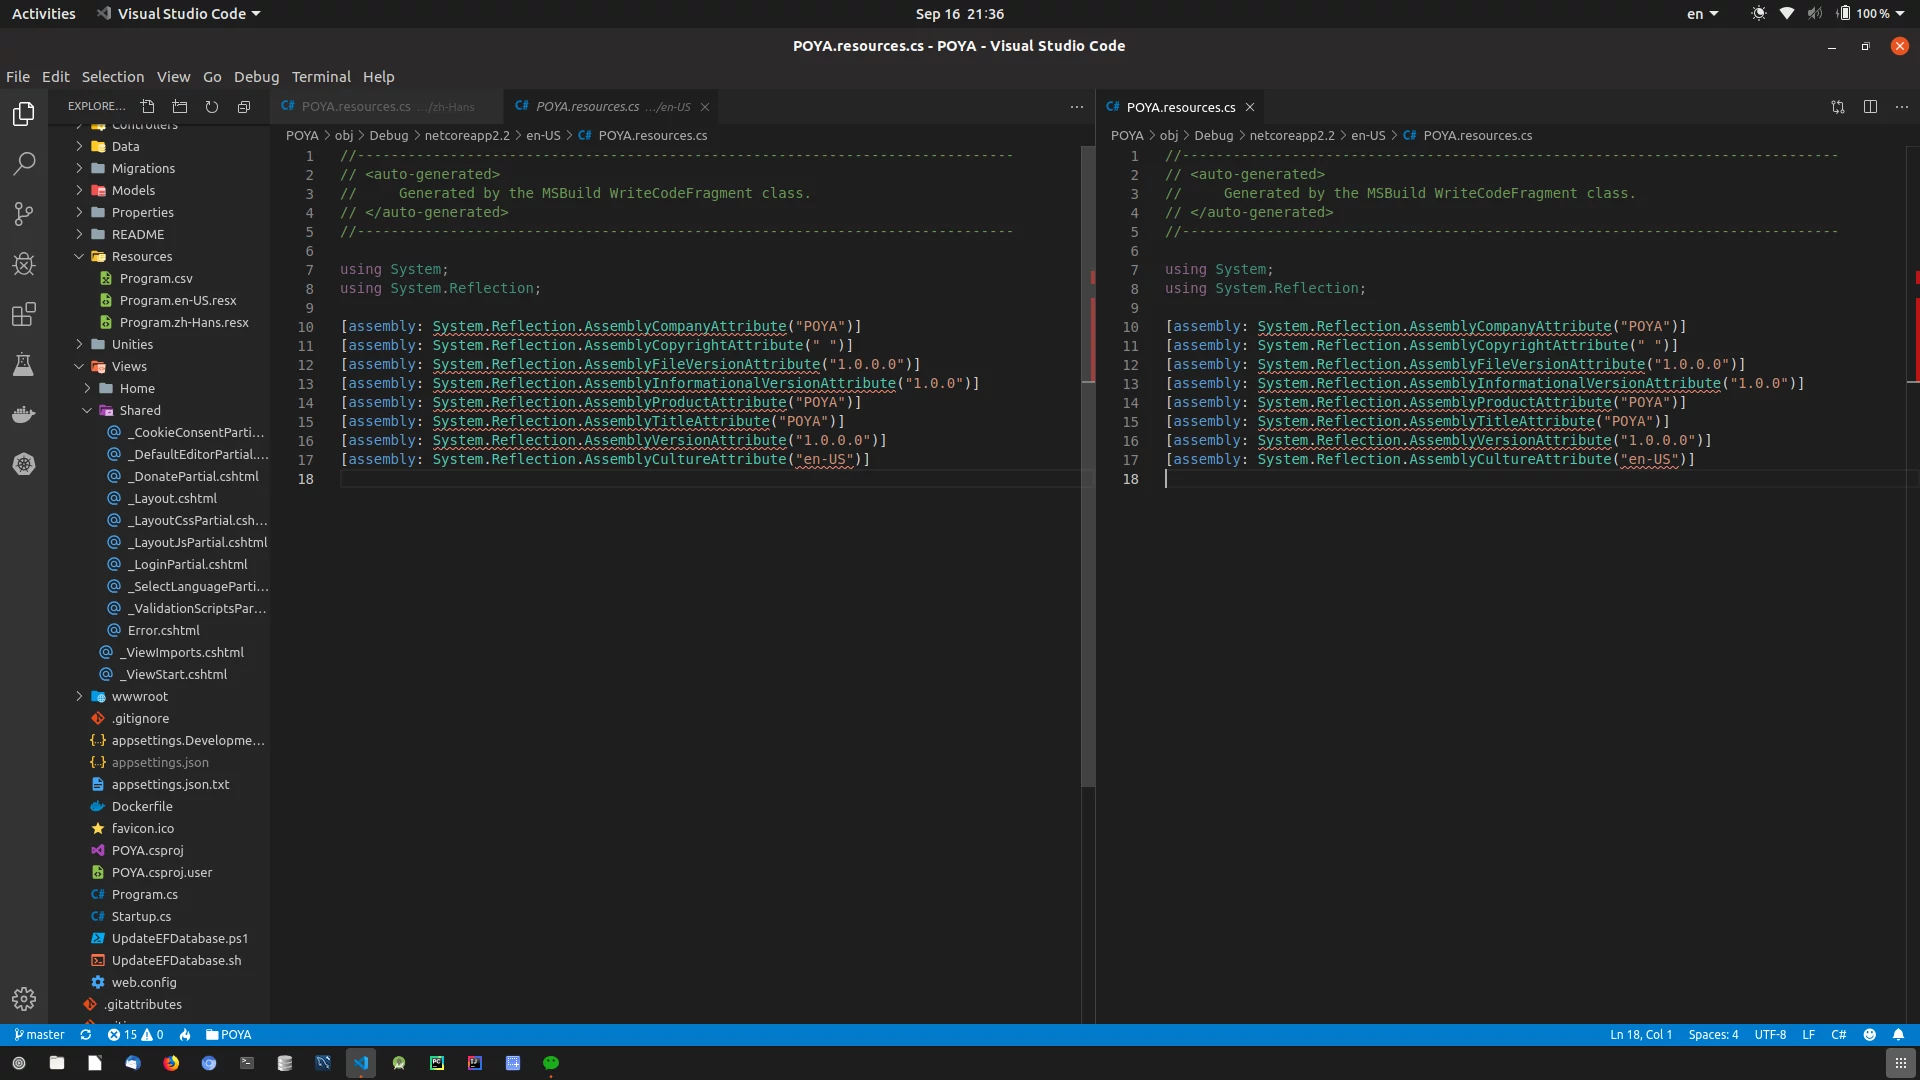 Activities
Visual Studio Code
Sep 16 21:36
en
100 %
POYA.resources.cs - POYA - Visual Studio Code
File Edit Selection View Go Debug Terminal Help
EXPLORE...
Controllers
Data
Migrations
Models
Properties
README
Resources
Program.csv
Program.en-US.resx
Program.zh-Hans.resx
Unities
Views
Home
Shared
_CookieConsentParti...
_DefaultEditorPartial....
_DonatePartial.cshtml
_Layout.cshtml
_LayoutCssPartial.csh...
_LayoutJsPartial.cshtml
_LoginPartial.cshtml
_SelectLanguageParti...
_ValidationScriptsPar...
Error.cshtml
_ViewImports.cshtml
_ViewStart.cshtml
wwwroot
.gitignore
appsettings.Developme...
appsettings.json
appsettings.json.txt
Dockerfile
favicon.ico
POYA.csproj
POYA.csproj.user
Program.cs
Startup.cs
UpdateEFDatabase.ps1
UpdateEFDatabase.sh
web.config
.gitattributes
C# POYA.resources.cs .../zh-Hans
C# POYA.resources.cs .../en-US
POYA > obj > Debug > netcoreapp2.2 > en-US > C# POYA.resources.cs
1 //------------------------------------------------------------------------------
2 // <auto-generated>
3 //     Generated by the MSBuild WriteCodeFragment class.
4 // </auto-generated>
5 //------------------------------------------------------------------------------
6
7 using System;
8 using System.Reflection;
9
10 [assembly: System.Reflection.AssemblyCompanyAttribute("POYA")]
11 [assembly: System.Reflection.AssemblyCopyrightAttribute(" ")]
12 [assembly: System.Reflection.AssemblyFileVersionAttribute("1.0.0.0")]
13 [assembly: System.Reflection.AssemblyInformationalVersionAttribute("1.0.0")]
14 [assembly: System.Reflection.AssemblyProductAttribute("POYA")]
15 [assembly: System.Reflection.AssemblyTitleAttribute("POYA")]
16 [assembly: System.Reflection.AssemblyVersionAttribute("1.0.0.0")]
17 [assembly: System.Reflection.AssemblyCultureAttribute("en-US")]
18
C# POYA.resources.cs
POYA > obj > Debug > netcoreapp2.2 > en-US > C# POYA.resources.cs
1 //------------------------------------------------------------------------------
2 // <auto-generated>
3 //     Generated by the MSBuild WriteCodeFragment class.
4 // </auto-generated>
5 //------------------------------------------------------------------------------
6
7 using System;
8 using System.Reflection;
9
10 [assembly: System.Reflection.AssemblyCompanyAttribute("POYA")]
11 [assembly: System.Reflection.AssemblyCopyrightAttribute(" ")]
12 [assembly: System.Reflection.AssemblyFileVersionAttribute("1.0.0.0")]
13 [assembly: System.Reflection.AssemblyInformationalVersionAttribute("1.0.0")]
14 [assembly: System.Reflection.AssemblyProductAttribute("POYA")]
15 [assembly: System.Reflection.AssemblyTitleAttribute("POYA")]
16 [assembly: System.Reflection.AssemblyVersionAttribute("1.0.0.0")]
17 [assembly: System.Reflection.AssemblyCultureAttribute("en-US")]
18
master 15 0 POYA
Ln 18, Col 1 Spaces: 4 UTF-8 LF C#